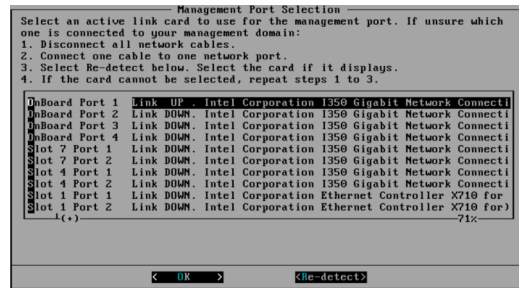 Management Port Selection
Select an active link card to use for the management port. If unsure which
one is connected to your management domain:
1. Disconnect all network cables.
2. Connect one cable to one network port.
3. Select Re-detect below. Select the card if it displays.
4. If the card cannot be selected, repeat steps 1 to 3.
OnBoard Port 1 Link UP . Intel Corporation I350 Gigabit Network Connecti
OnBoard Port 2 Link DOWN. Intel Corporation I350 Gigabit Network Connecti
OnBoard Port 3 Link DOWN. Intel Corporation I350 Gigabit Network Connecti
OnBoard Port 4 Link DOWN. Intel Corporation I350 Gigabit Network Connecti
Slot 7 Port 1 Link DOWN. Intel Corporation I350 Gigabit Network Connecti
Slot 7 Port 2 Link DOWN. Intel Corporation I350 Gigabit Network Connecti
Slot 4 Port 1 Link DOWN. Intel Corporation I350 Gigabit Network Connecti
Slot 4 Port 2 Link DOWN. Intel Corporation I350 Gigabit Network Connecti
Slot 1 Port 1 Link DOWN. Intel Corporation Ethernet Controller X710 for
Slot 1 Port 2 Link DOWN. Intel Corporation Ethernet Controller X710 for)
└(+) 71%
< OK > <Re-detect>